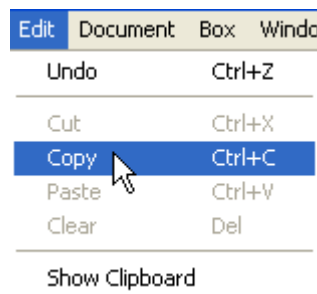 Edit Document Box Windo
Undo Ctrl+Z
Cut Ctrl+X
Copy Ctrl+C
Paste Ctrl+V
Clear Del
Show Clipboard